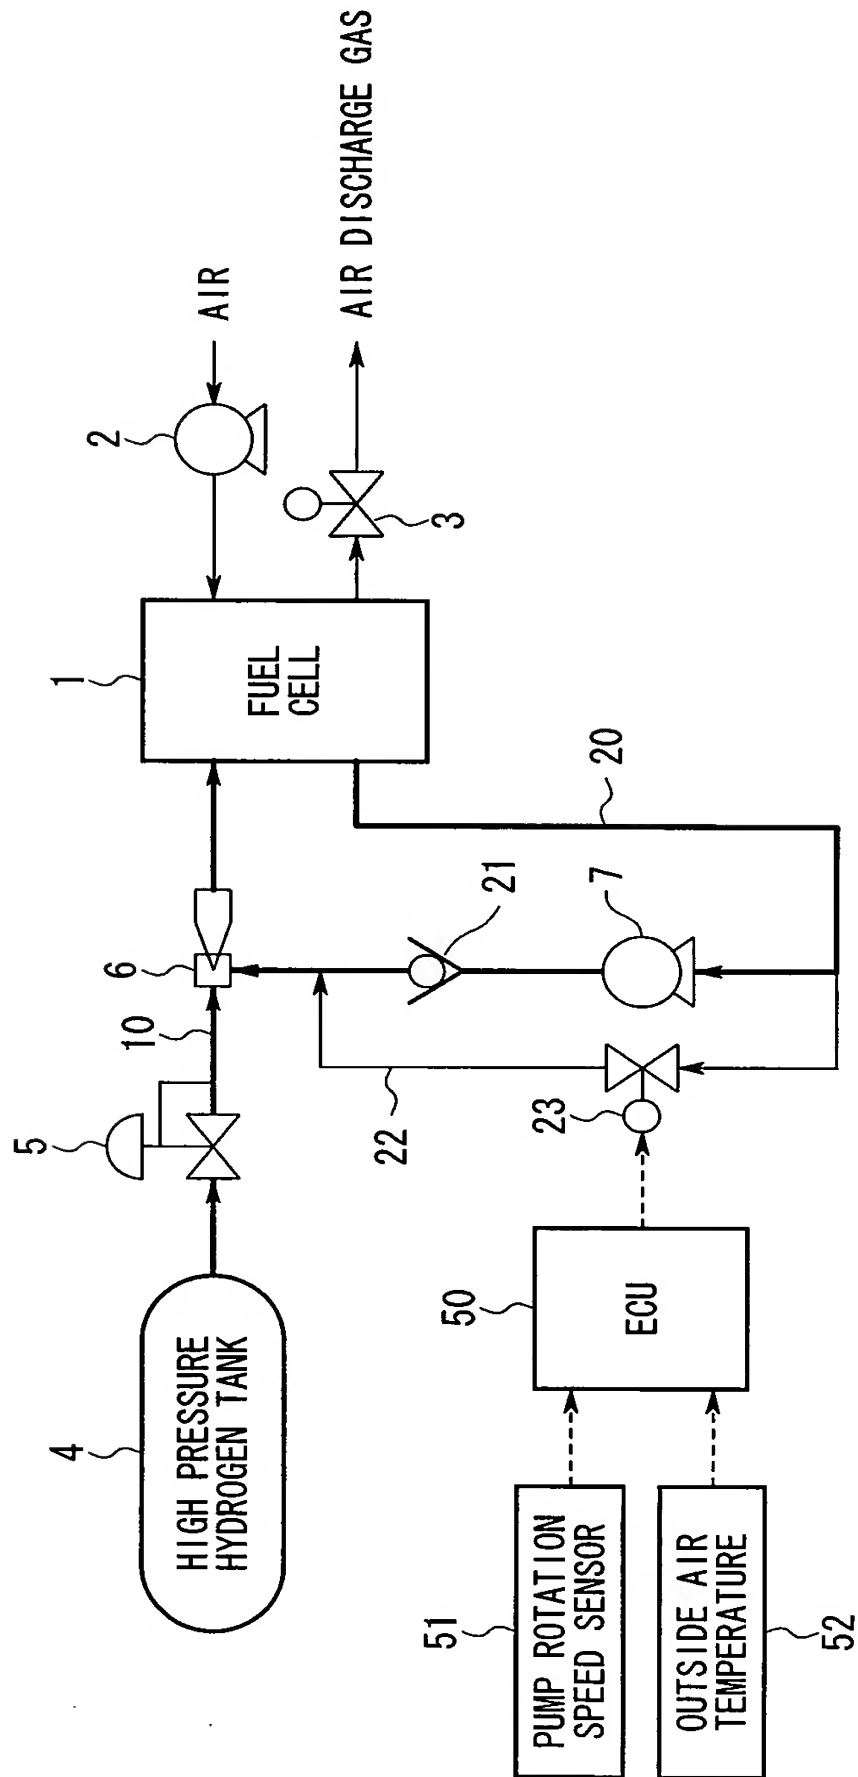 AIR
AIR DISCHARGE GAS
2
3
1
FUEL
CELL
20
21
7
6
10
5
22
23
4
HIGH PRESSURE
HYDROGEN TANK
50
ECU
51
PUMP ROTATION
SPEED SENSOR
OUTSIDE AIR
TEMPERATURE
52